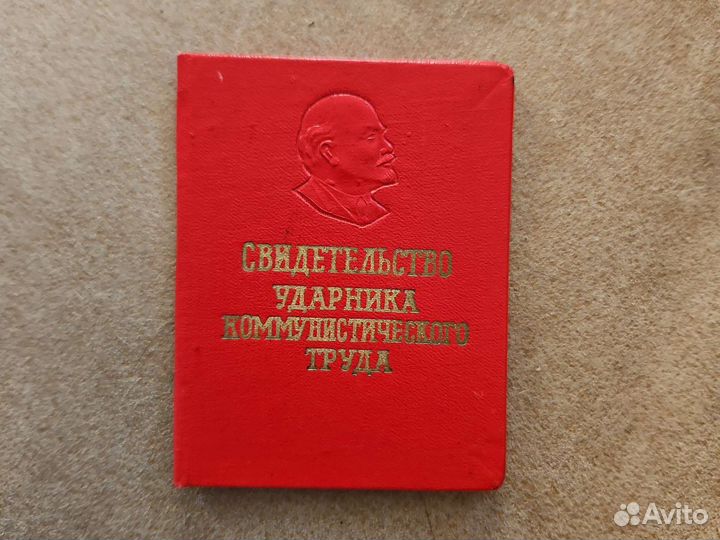 СВИДЕТЕЛЬСТВО
УДАРНИКА
КОММУНИСТИЧЕСКОГО
ТРУДА
Avito